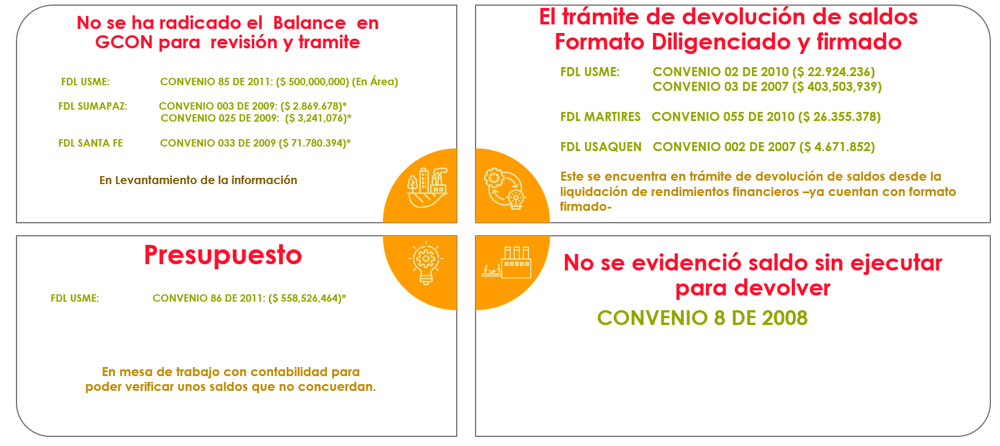 No se ha radicado el Balance en
GCON para revisión y tramite
FDL USME: CONVENIO 85 DE 2011: ($ 500,000,000) (En Área)
FDL SUMAPAZ: CONVENIO 003 DE 2009: ($ 2.869.678)*
CONVENIO 025 DE 2009: ($ 3,241,076)*
FDL SANTA FE CONVENIO 033 DE 2009 ($ 71.780.394)*
En Levantamiento de la información
El trámite de devolución de saldos
Formato Diligenciado y firmado
FDL USME: CONVENIO 02 DE 2010 ($ 22.924.236)
CONVENIO 03 DE 2007 ($ 403,503,939)
FDL MARTIRES CONVENIO 055 DE 2010 ($ 26.355.378)
FDL USAQUEN CONVENIO 002 DE 2007 ($ 4.671.852)
Este se encuentra en trámite de devolución de saldos desde la
liquidación de rendimientos financieros –ya cuentan con formato
firmado-
Presupuesto
FDL USME: CONVENIO 86 DE 2011: ($ 558,526,464)*
En mesa de trabajo con contabilidad para
poder verificar unos saldos que no concuerdan.
No se evidenció saldo sin ejecutar
para devolver
CONVENIO 8 DE 2008